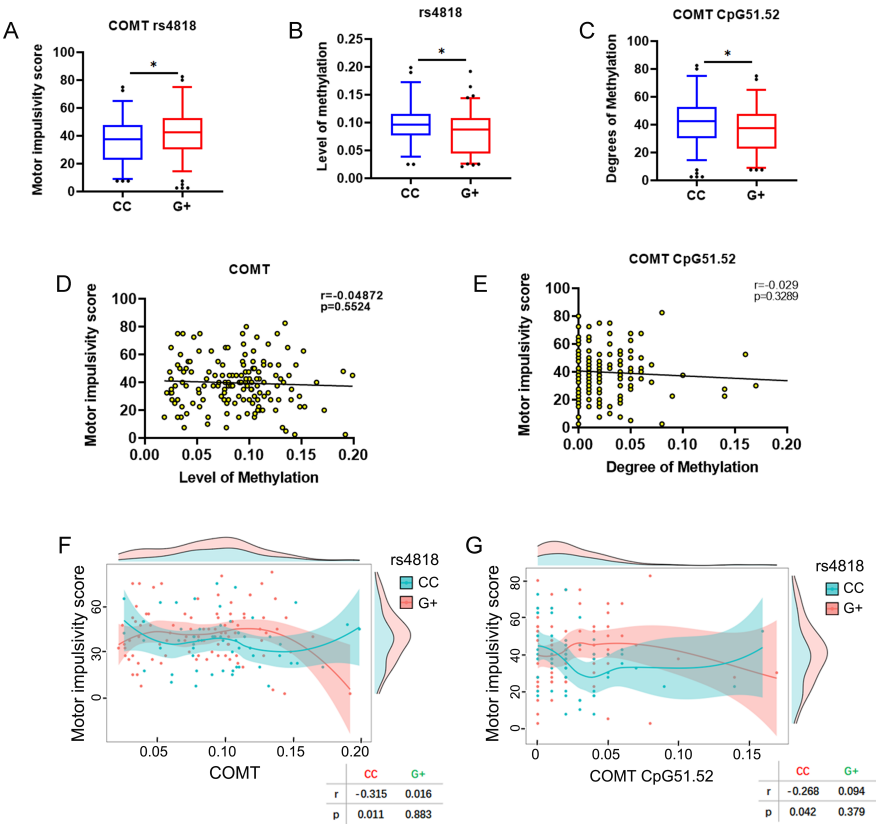 A
COMT rs4818
Motor impulsivity score
100
80
60
40
20
0
*
CC
G+
B
rs4818
Level of methylation
0.25
0.20
0.15
0.10
0.05
0.00
*
CC
G+
C
COMT CpG51.52
Degrees of Methylation
100
80
60
40
20
0
*
CC
G+
D
COMT
r=-0.04872
p=0.5524
Motor impulsivity score
100
80
60
40
20
0
0.00 0.05 0.10 0.15 0.20
Level of Methylation
E
COMT CpG51.52
r=-0.029
p=0.3289
Motor impulsivity score
100
80
60
40
20
0
0.00 0.05 0.10 0.15 0.20
Degree of Methylation
F
rs4818
CC
G+
Motor impulsivity score
60
30
0
0.05 0.10 0.15 0.20
COMT
CC G+
r -0.315 0.016
p 0.011 0.883
G
rs4818
CC
G+
Motor impulsivity score
80
60
40
20
0
0 0.05 0.10 0.15
COMT CpG51.52
CC G+
r -0.268 0.094
p 0.042 0.379